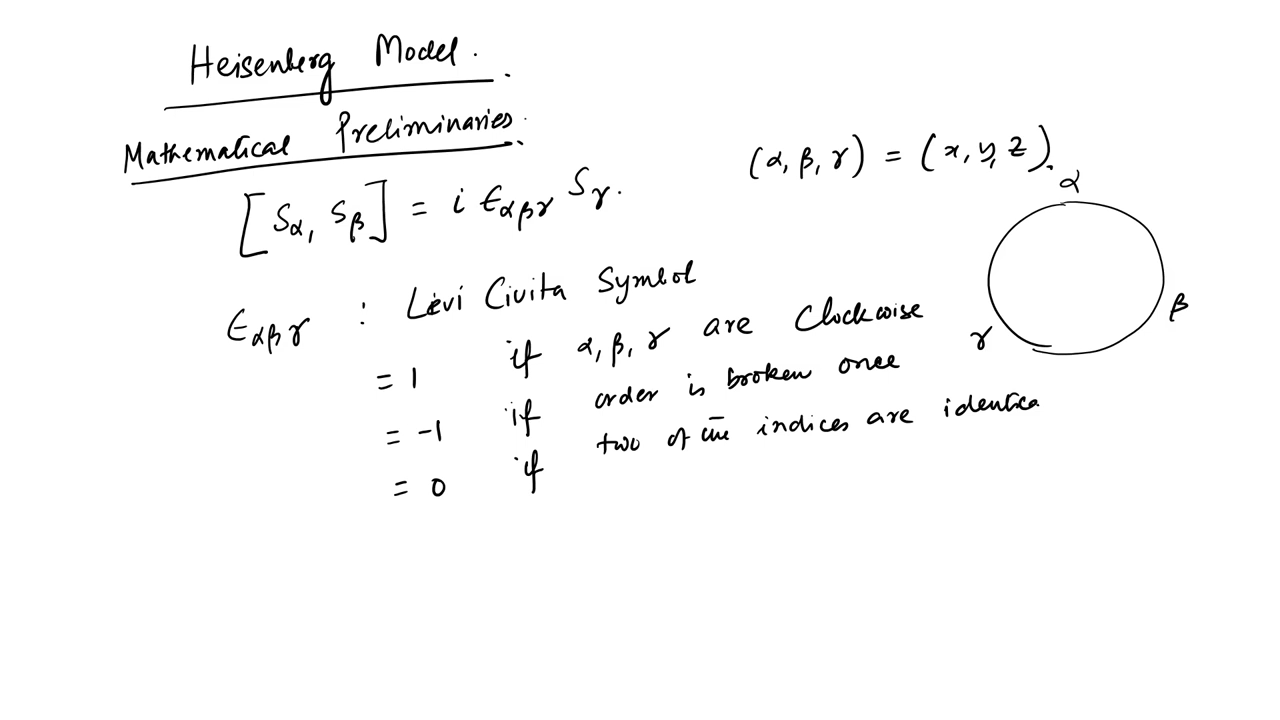 Heisenberg Model.
Mathematical Preliminaries.
[Sα, Sβ] = i ϵαβγ Sγ.
(α, β, γ) = (x, y, z).
α
β
γ
ϵαβγ : Levi Civita Symbol
= 1 if α, β, γ are Clockwise
= -1 if order is broken once
= 0 if two of the indices are identica